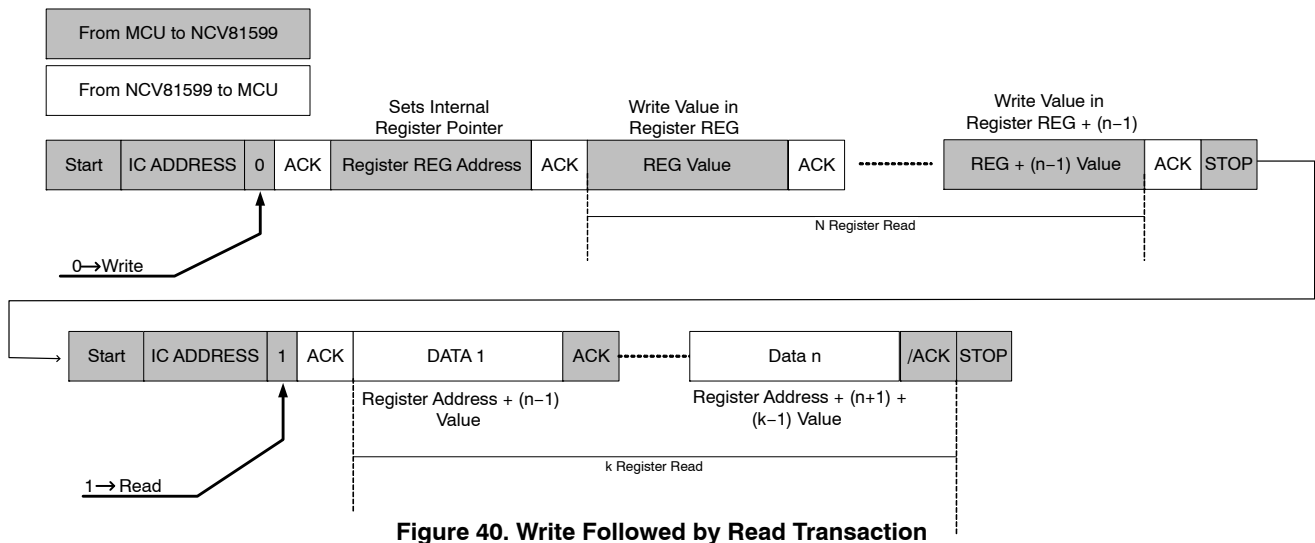 From MCU to NCV81599
From NCV81599 to MCU
Sets Internal
Register Pointer
Write Value in
Register REG
Write Value in
Register REG + (n−1)
Start IC ADDRESS 0 ACK Register REG Address ACK REG Value ACK REG + (n−1) Value ACK STOP
N Register Read
0→Write
Start IC ADDRESS 1 ACK DATA 1 ACK Data n /ACK STOP
Register Address + (n−1)
Value
Register Address + (n+1) +
(k−1) Value
k Register Read
1→Read
Figure 40. Write Followed by Read Transaction